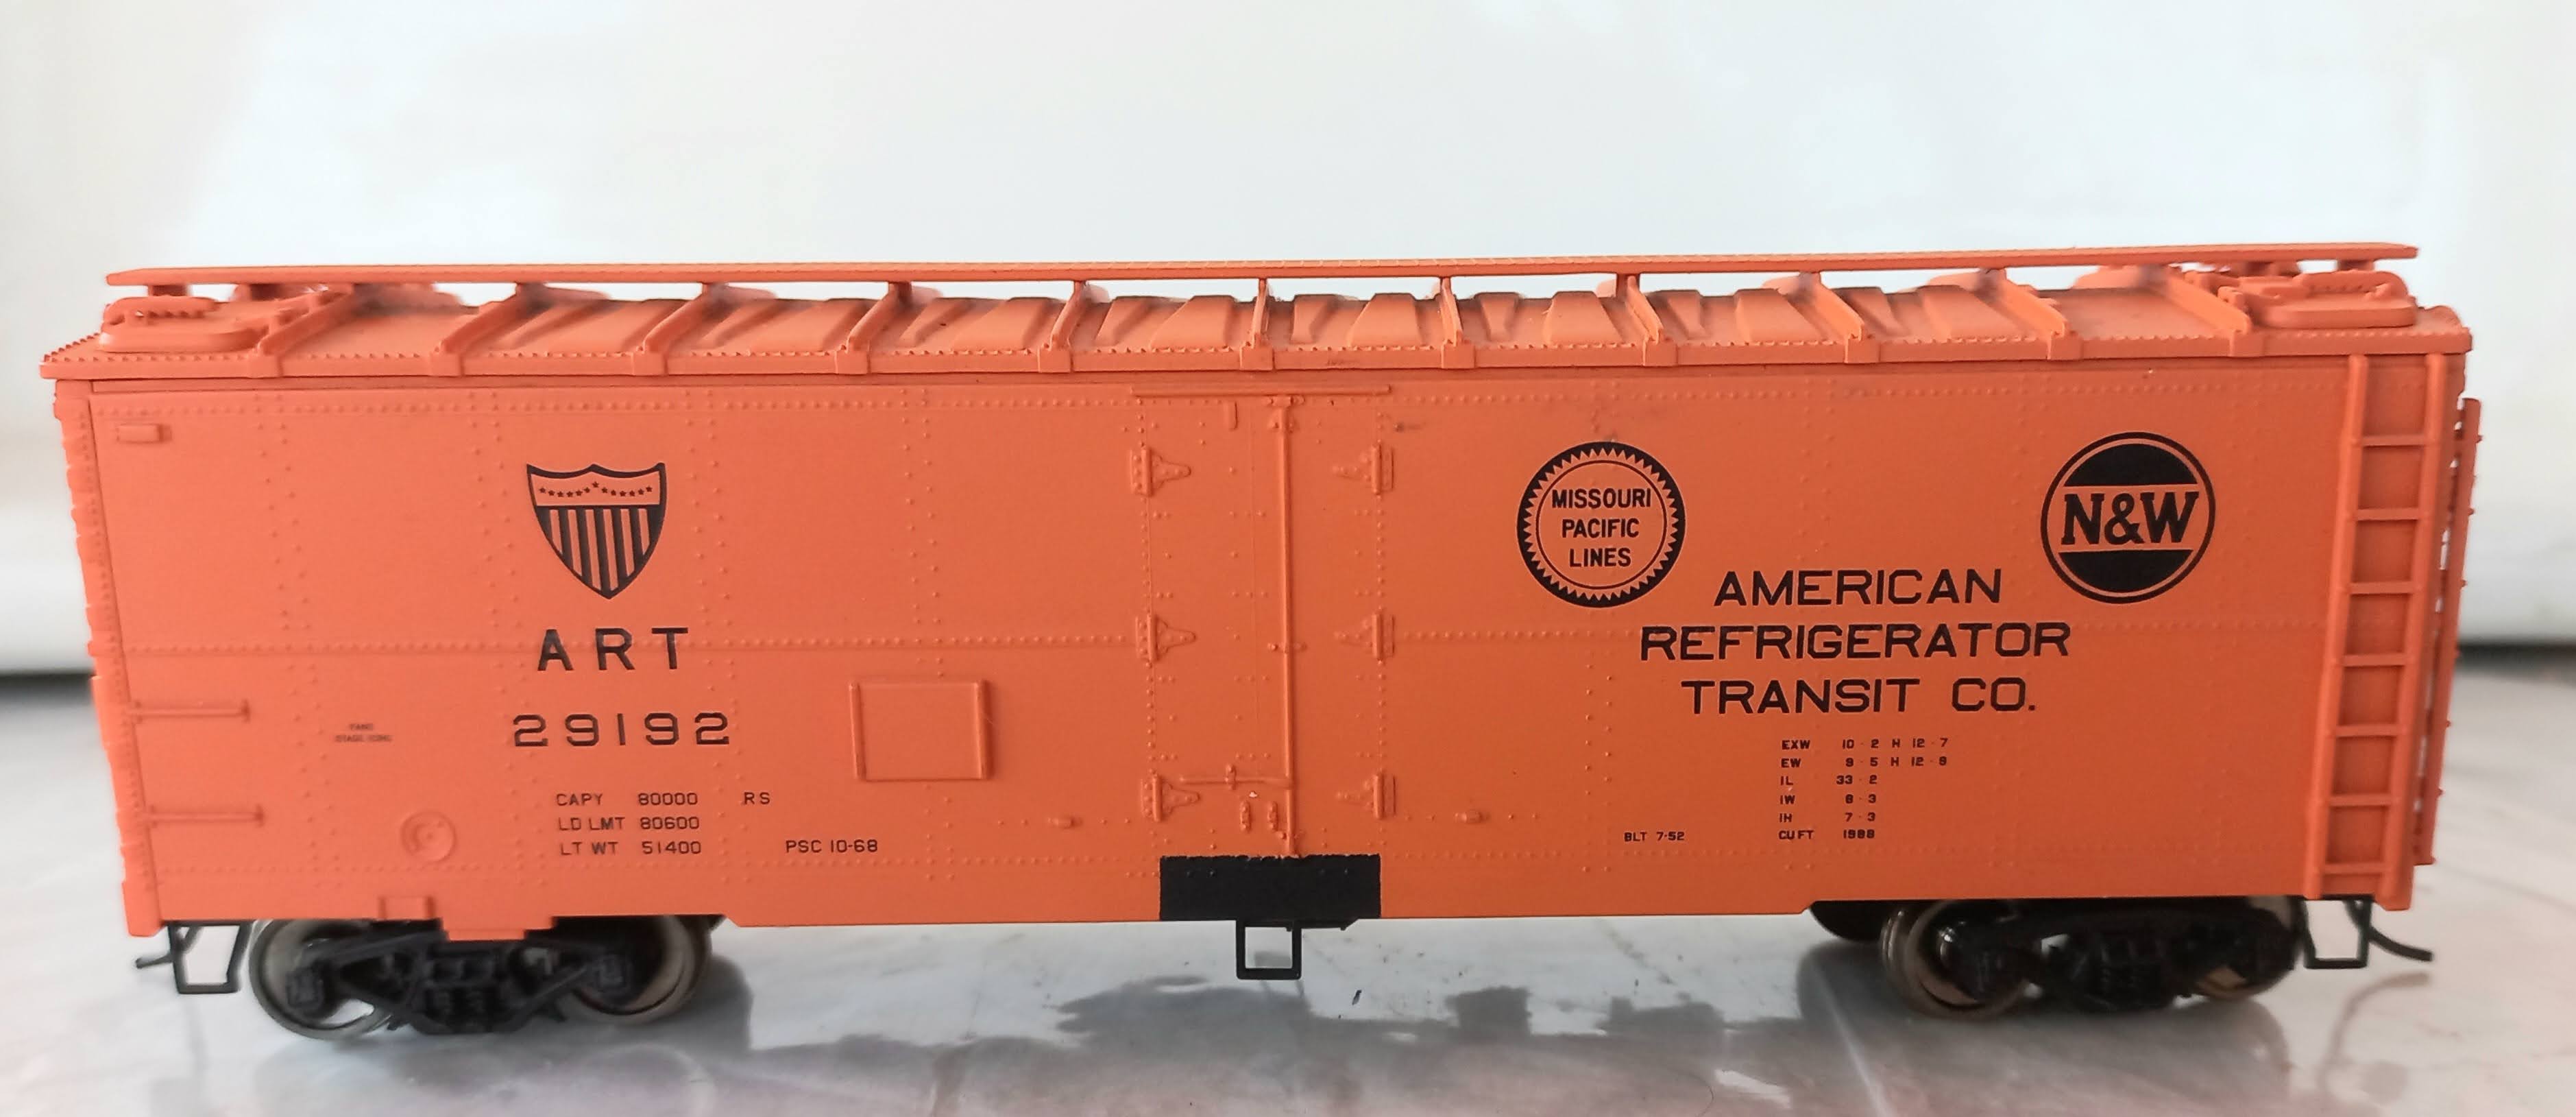 ART
29192
CAPY 80000 RS
LD LMT 80600
LT WT 51400
PSC 10-68
MISSOURI
PACIFIC
LINES
N&W
AMERICAN
REFRIGERATOR
TRANSIT CO.
EXW 10-2 H 12-7
EW 9-5 H 12-8
IL 33-2
IW 8-3
IH 7-3
CU FT 1988
BLT 7-52